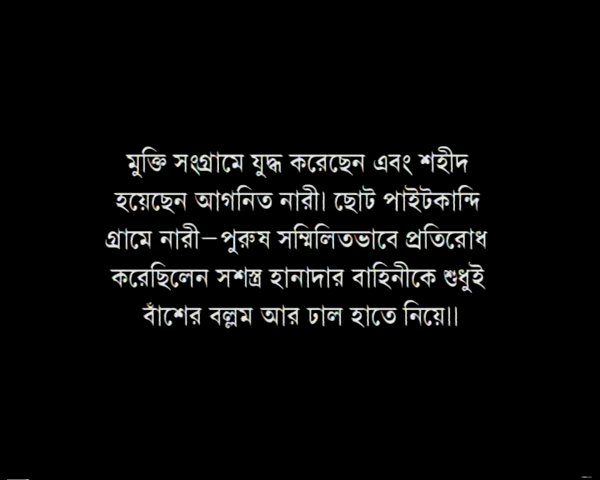 মুক্তি সংগ্রামে যুদ্ধ করেছেন এবং শহীদ
হয়েছেন আগনিত নারী। ছোট পাইটকান্দি
গ্রামে নারী–পুরুষ সম্মিলিতভাবে প্রতিরোধ
করেছিলেন সশস্ত্র হানাদার বাহিনীকে শুধুই
বাঁশের বল্লম আর ঢাল হাতে নিয়ে॥